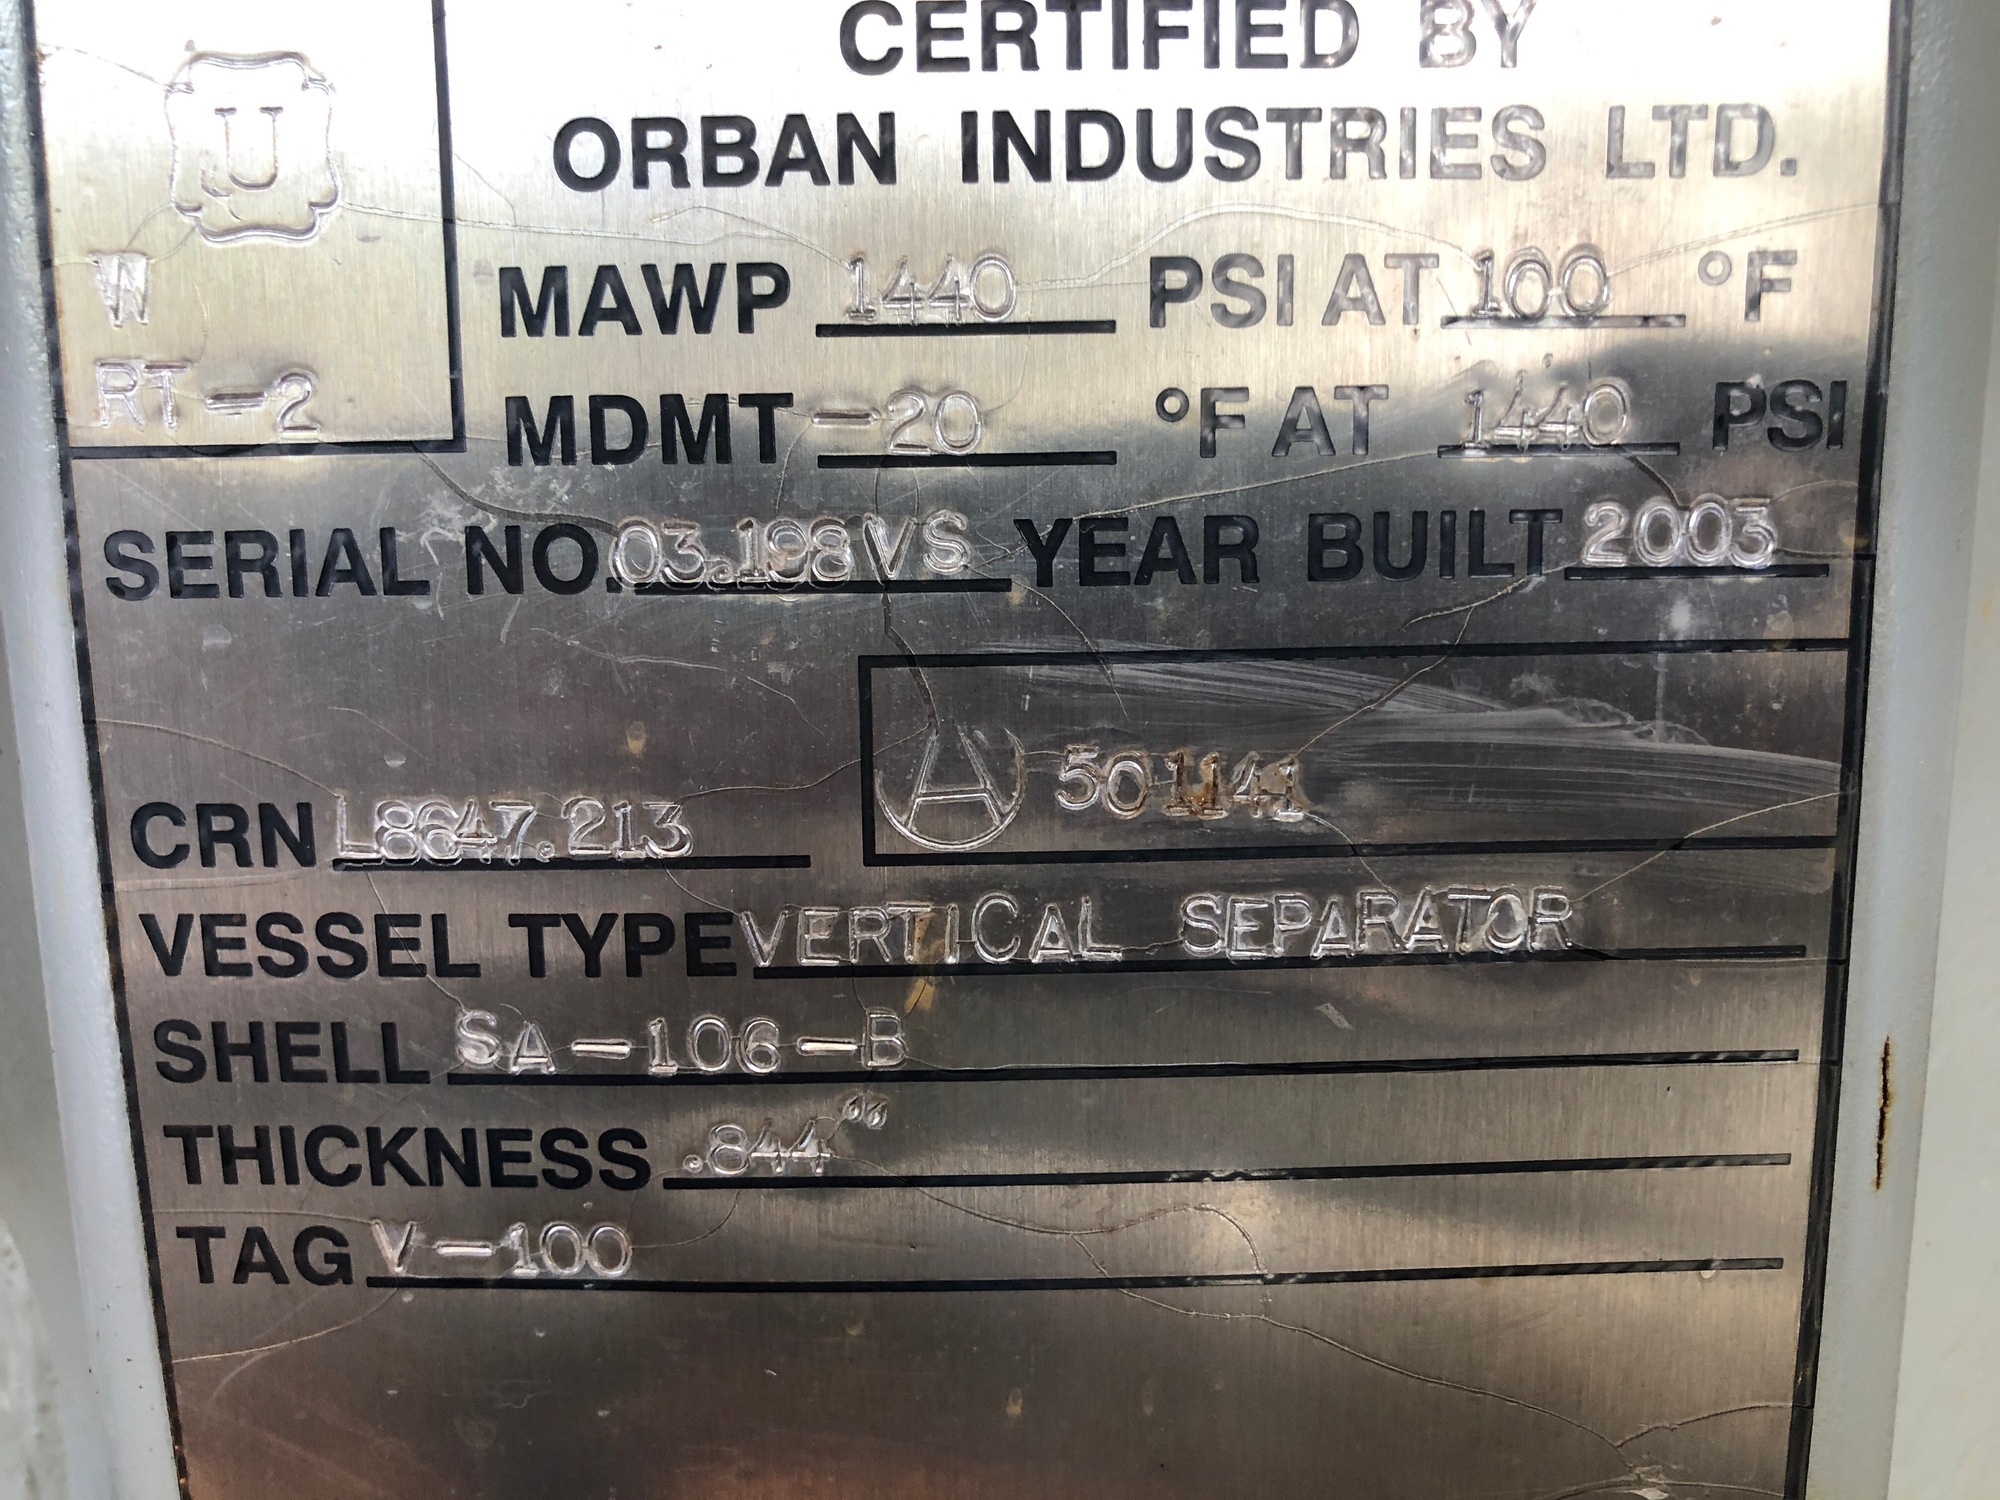 CERTIFIED BY
ORBAN INDUSTRIES LTD.
U
W
RT-2
MAWP 1440 PSI AT 100 °F
MDMT -20 °F AT 1440 PSI
SERIAL NO. 03.198VS YEAR BUILT 2003
A 501141
CRN L8647.213
VESSEL TYPE VERTICAL SEPARATOR
SHELL SA-106-B
THICKNESS .844"
TAG V-100